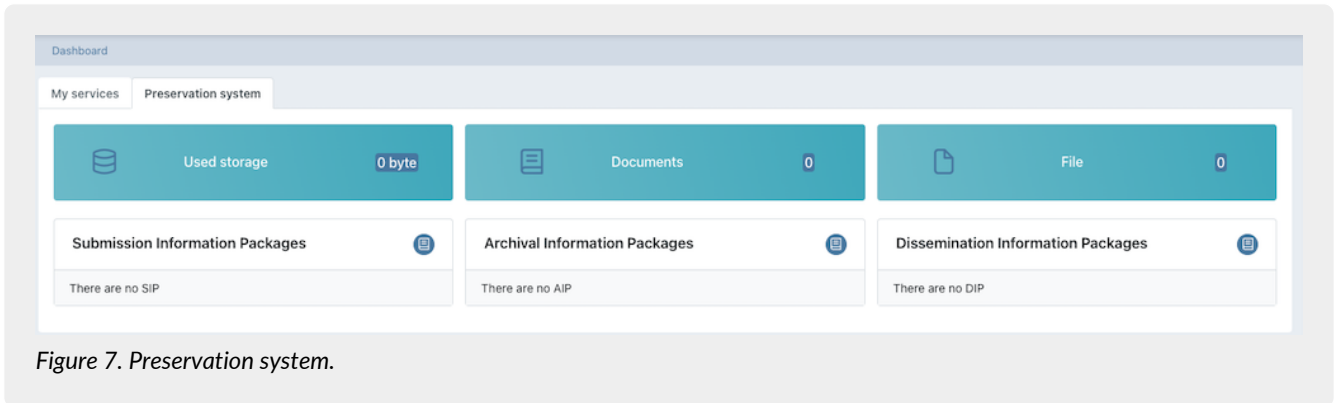 Dashboard
My services Preservation system
Used storage 0 byte Documents 0 File 0
Submission Information Packages Archival Information Packages Dissemination Information Packages
There are no SIP There are no AIP There are no DIP
Figure 7. Preservation system.